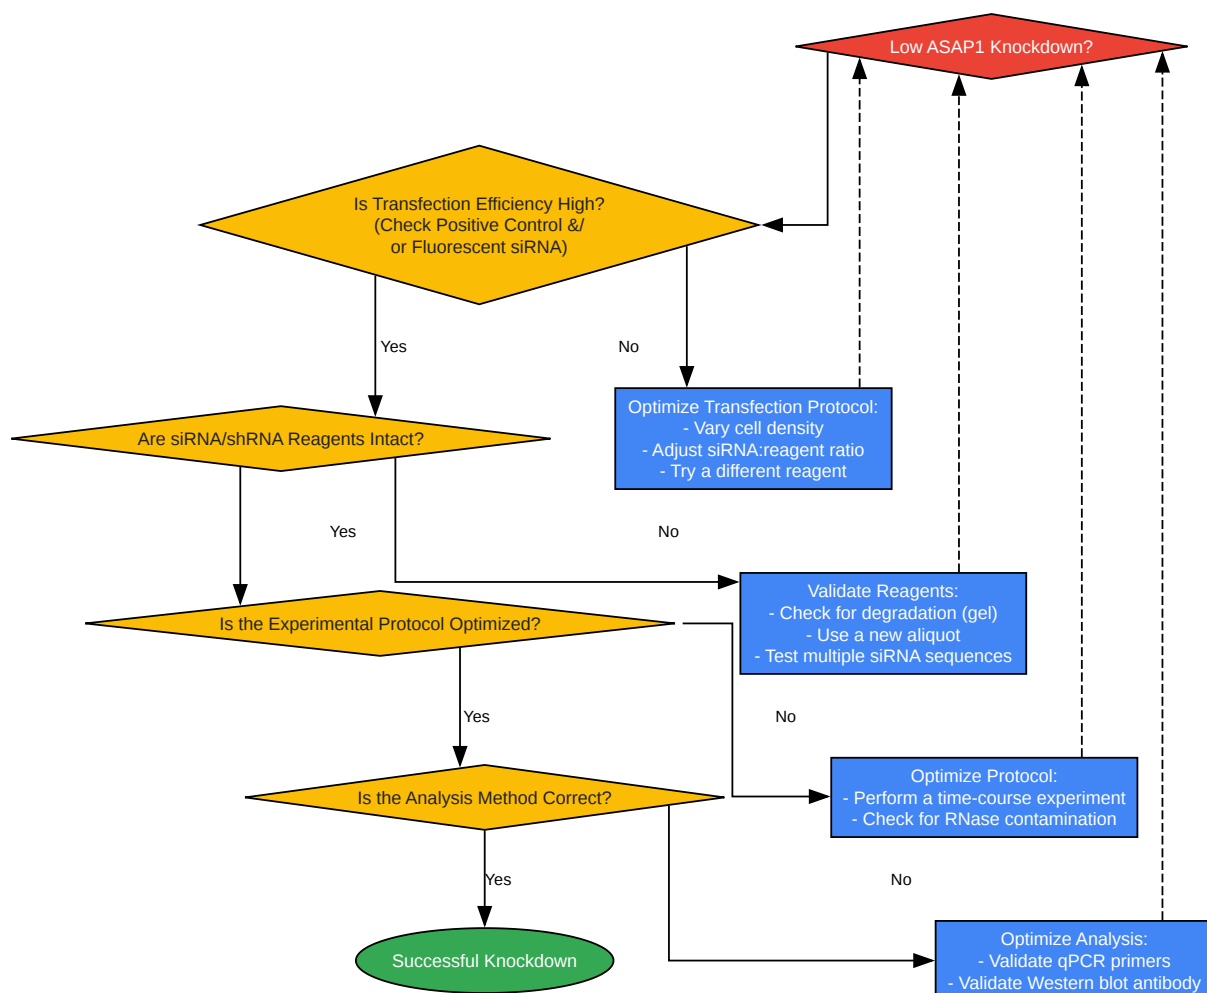 Low ASAP1 Knockdown?
Is Transfection Efficiency High?
(Check Positive Control &/
or Fluorescent siRNA)
Yes
No
Optimize Transfection Protocol:
- Vary cell density
- Adjust siRNA:reagent ratio
- Try a different reagent
Are siRNA/shRNA Reagents Intact?
Yes
No
Validate Reagents:
- Check for degradation (gel)
- Use a new aliquot
- Test multiple siRNA sequences
Is the Experimental Protocol Optimized?
Yes
No
Optimize Protocol:
- Perform a time-course experiment
- Check for RNase contamination
Is the Analysis Method Correct?
Yes
No
Optimize Analysis:
- Validate qPCR primers
- Validate Western blot antibody
Successful Knockdown